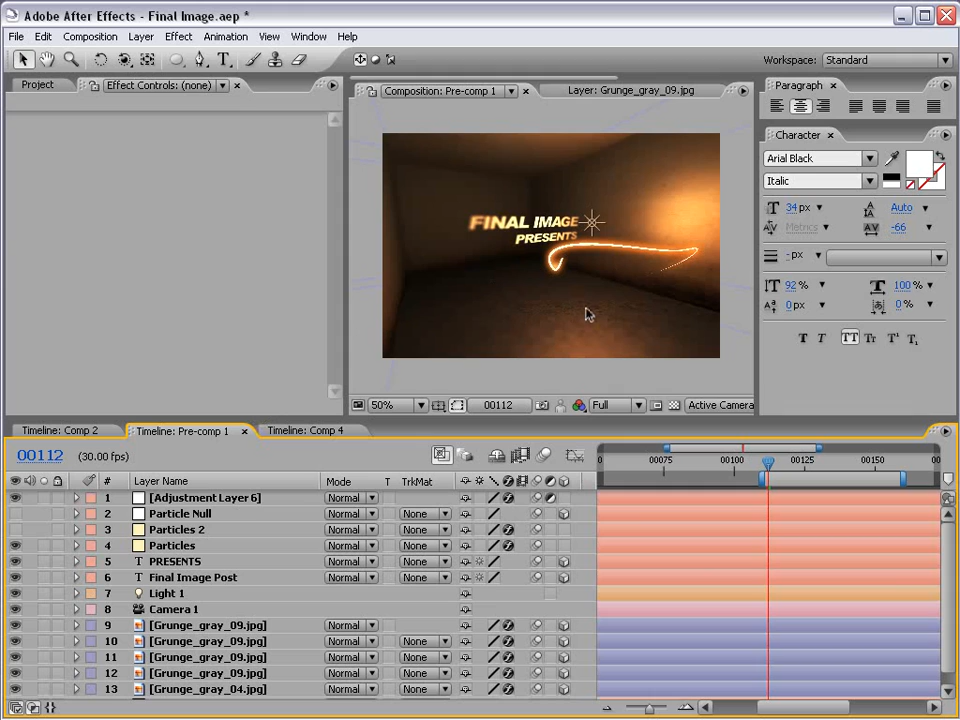 Adobe After Effects - Final Image.aep *
File Edit Composition Layer Effect Animation View Window Help
T
Workspace: Standard
Project Effect Controls: (none) ×
Composition: Pre-comp 1 × Layer: Grunge_gray_09.jpg
Paragraph ×
Character ×
Arial Black
Italic
34 px Auto
Metrics -66
- px
92 % 100 %
0 px 0 %
T T TT Tr T¹ T₁
FINAL IMAGE
PRESENTS
50% 00112 Full Active Camera
Timeline: Comp 2 Timeline: Pre-comp 1 × Timeline: Comp 4
00112 (30.00 fps)
0 00075 00100 00125 00150 00
# Layer Name Mode T TrkMat
1 [Adjustment Layer 6] Normal
2 Particle Null Normal None
3 Particles 2 Normal None
4 Particles Normal None
5 T PRESENTS Normal None
6 T Final Image Post Normal None
7 Light 1
8 Camera 1
9 [Grunge_gray_09.jpg] Normal
10 [Grunge_gray_09.jpg] Normal None
11 [Grunge_gray_09.jpg] Normal None
12 [Grunge_gray_09.jpg] Normal None
13 [Grunge_gray_04.jpg] Normal None